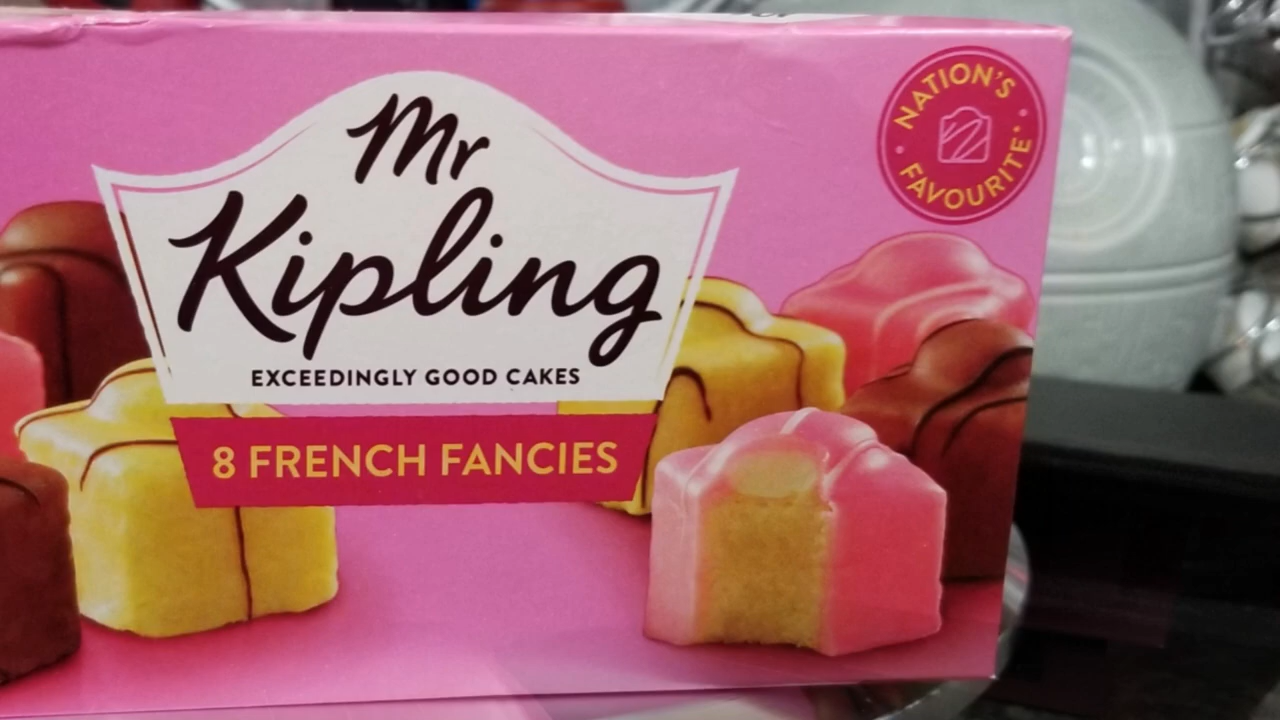 Mr
Kipling
EXCEEDINGLY GOOD CAKES
8 FRENCH FANCIES
NATION'S
FAVOURITE*